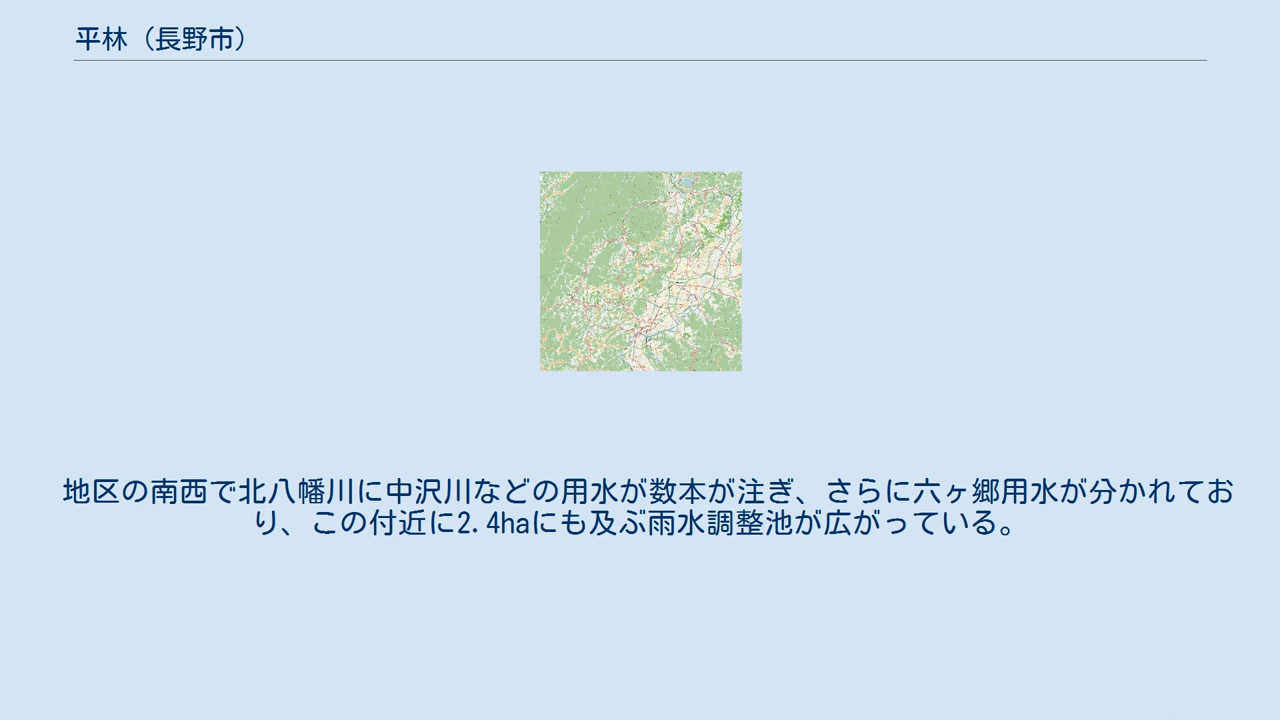 平林（長野市）
地区の南西で北八幡川に中沢川などの用水が数本が注ぎ、さらに六ヶ郷用水が分かれてお
り、この付近に2.4haにも及ぶ雨水調整池が広がっている。